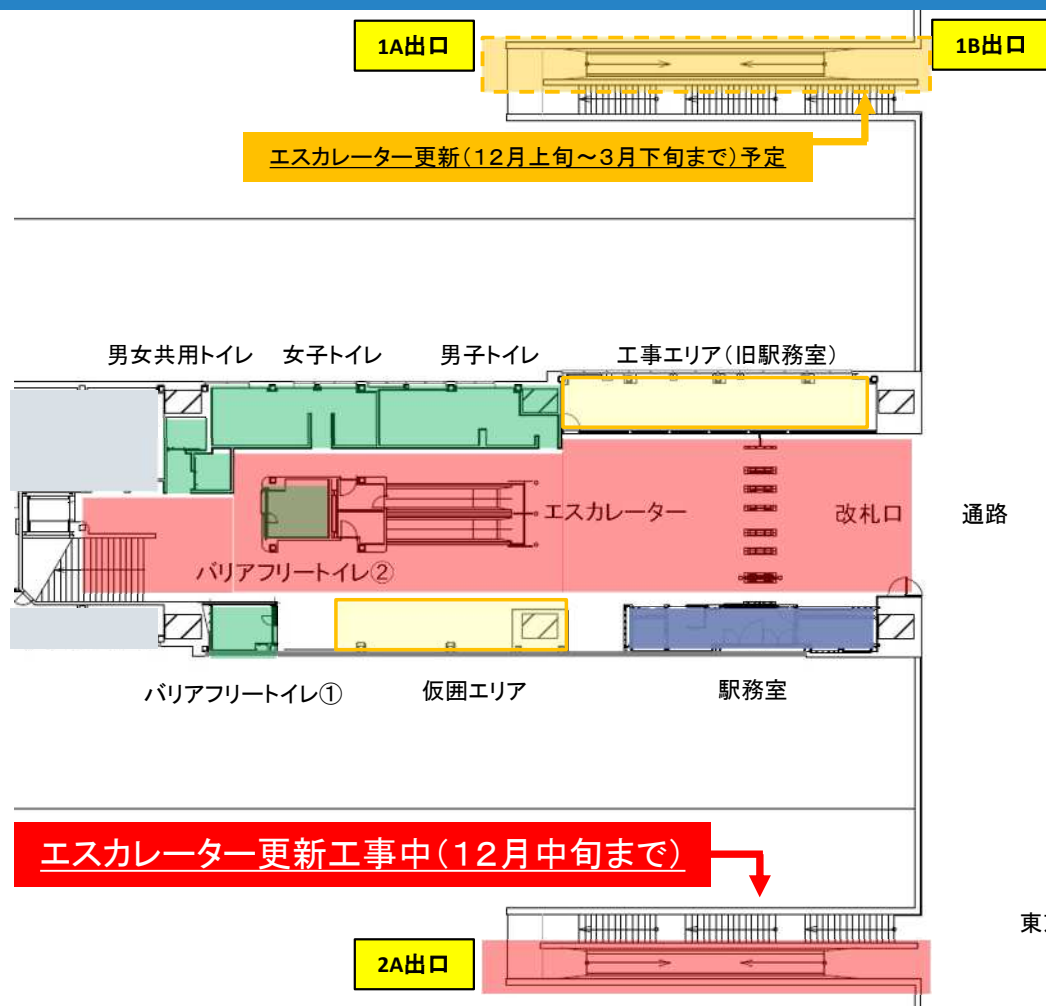 1A出口
1B出口
エスカレーター更新(12月上旬~3月下旬まで)予定
男女共用トイレ
女子トイレ
男子トイレ
工事エリア(旧駅務室)
エスカレーター
改札口
通路
バリアフリートイレ②
バリアフリートイレ①
仮囲エリア
駅務室
エスカレーター更新工事中(12月中旬まで)
東
2A出口